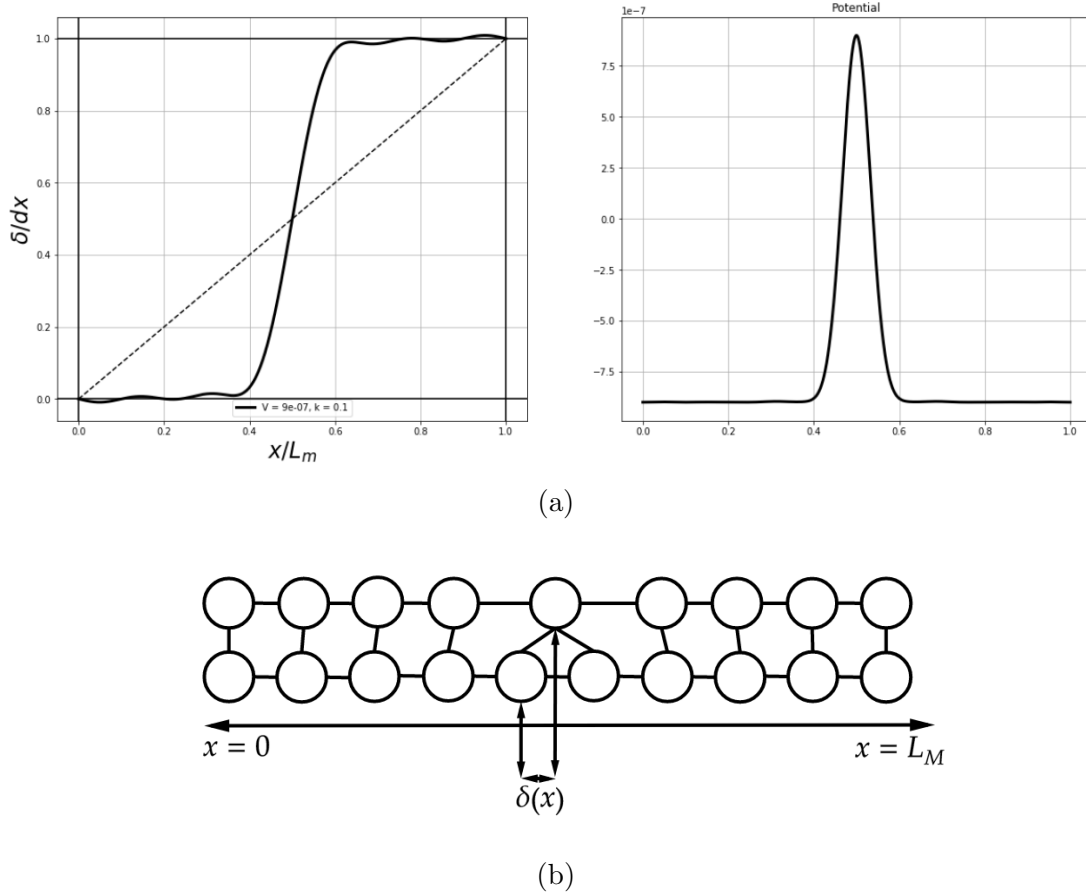 1.0
0.8
0.6
0.4
0.2
0.0
δ/dx
V = 9e-07, k = 0.1
0.0 0.2 0.4 0.6 0.8 1.0
x/L_m
1e-7
Potential
7.5
5.0
2.5
0.0
−2.5
−5.0
−7.5
0.0 0.2 0.4 0.6 0.8 1.0
(a)
x = 0
x = L_M
δ(x)
(b)